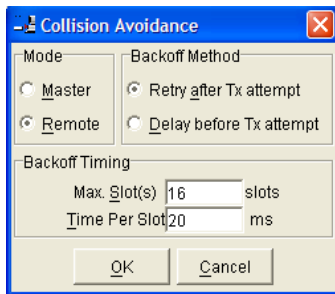 Collision Avoidance
Mode
Backoff Method
Master
Retry after Tx attempt
Remote
Delay before Tx attempt
Backoff Timing
Max. Slot(s) 16 slots
Time Per Slot 20 ms
OK Cancel